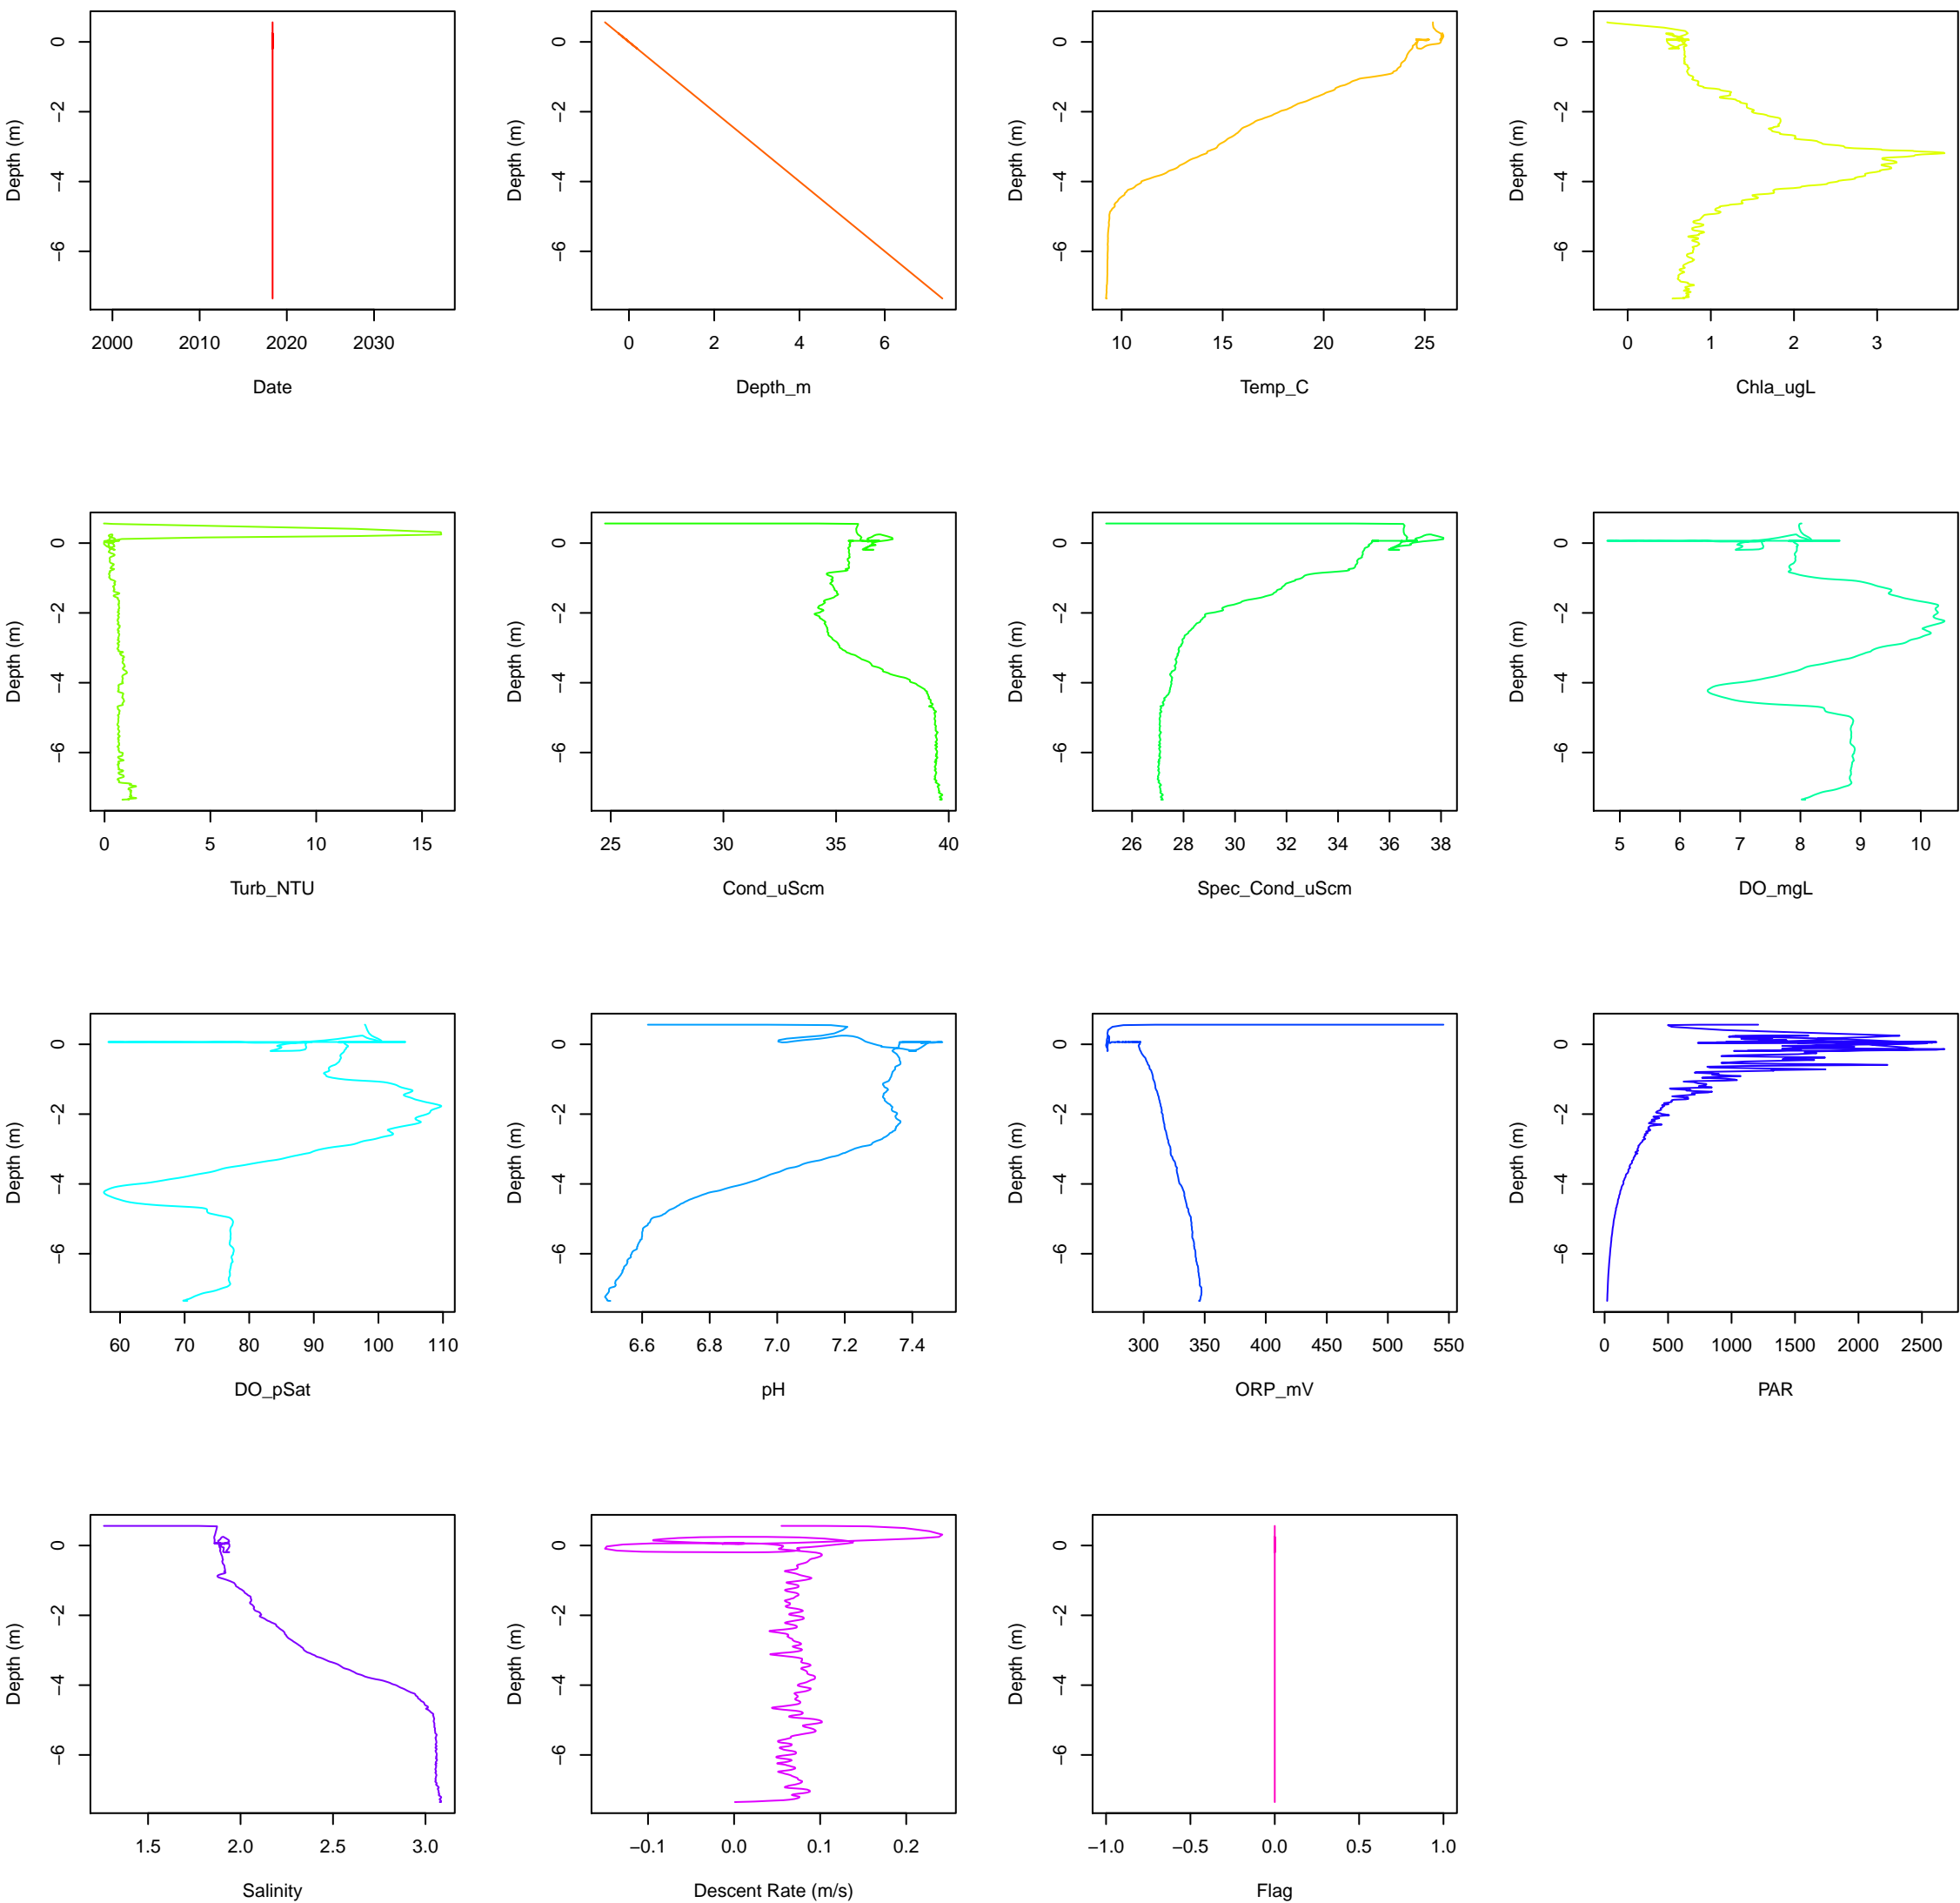 Depth (m)
0
−2
−4
−6
2000 2010 2020 2030
Date
Depth (m)
0
−2
−4
−6
0 2 4 6
Depth_m
Depth (m)
0
−2
−4
−6
10 15 20 25
Temp_C
Depth (m)
0
−2
−4
−6
0 1 2 3
Chla_ugL
Depth (m)
0
−2
−4
−6
0 5 10 15
Turb_NTU
Depth (m)
0
−2
−4
−6
25 30 35 40
Cond_uScm
Depth (m)
0
−2
−4
−6
26 28 30 32 34 36 38
Spec_Cond_uScm
Depth (m)
0
−2
−4
−6
5 6 7 8 9 10
DO_mgL
Depth (m)
0
−2
−4
−6
60 70 80 90 100 110
DO_pSat
Depth (m)
0
−2
−4
−6
6.6 6.8 7.0 7.2 7.4
pH
Depth (m)
0
−2
−4
−6
300 350 400 450 500 550
ORP_mV
Depth (m)
0
−2
−4
−6
0 500 1000 1500 2000 2500
PAR
Depth (m)
0
−2
−4
−6
1.5 2.0 2.5 3.0
Salinity
Depth (m)
0
−2
−4
−6
−0.1 0.0 0.1 0.2
Descent Rate (m/s)
Depth (m)
0
−2
−4
−6
−1.0 −0.5 0.0 0.5 1.0
Flag